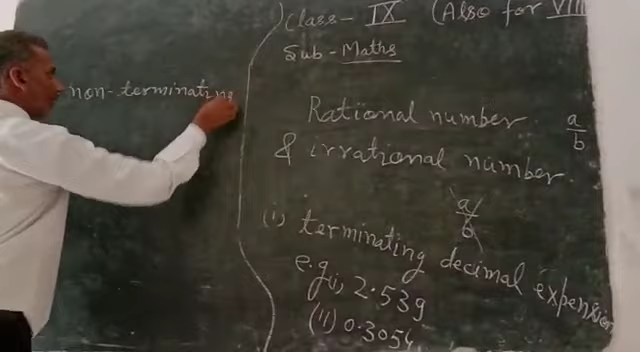 non-terminating
Class- IX (Also for VIII
Sub- Maths
Rational number. a/b
& irrational number.
a/b
(i) terminating decimal expension
e.g (i) 2.539
(ii) 0.3054